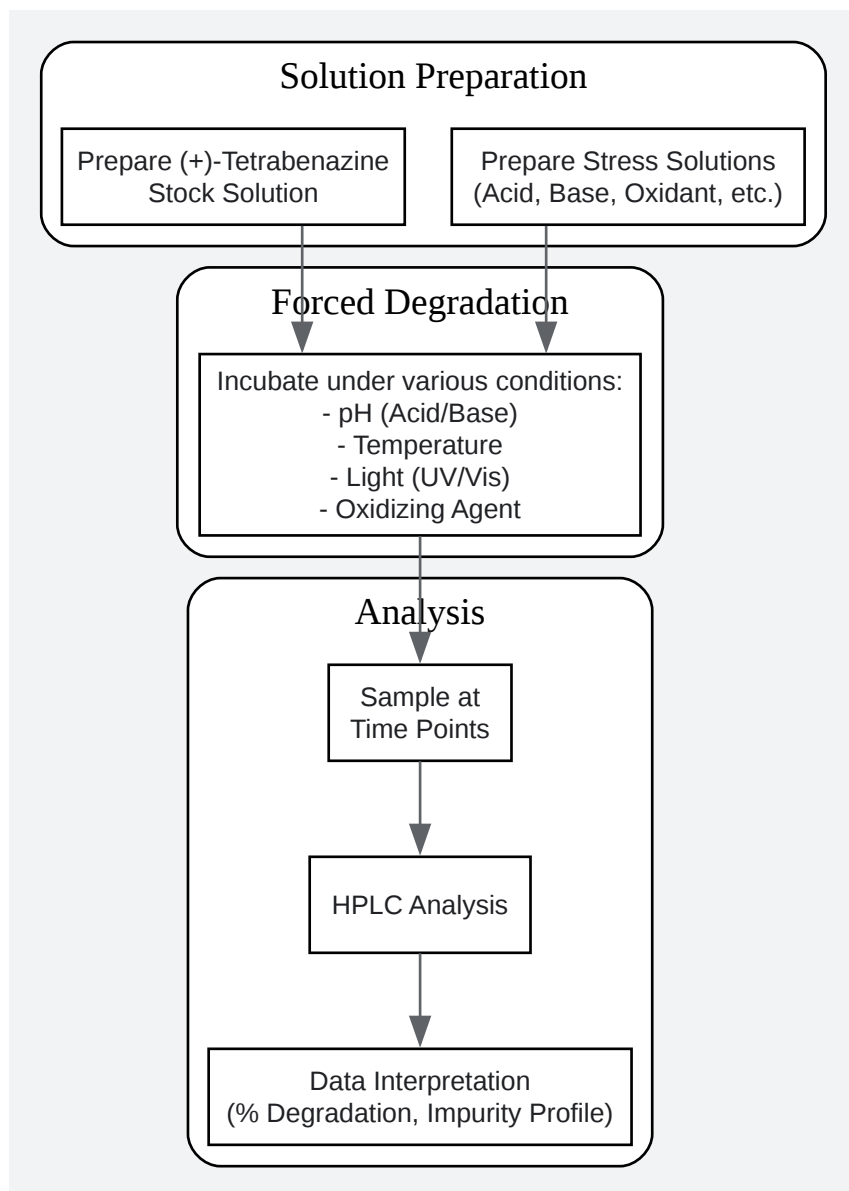 Solution Preparation
Prepare (+)-Tetrabenazine
Stock Solution
Prepare Stress Solutions
(Acid, Base, Oxidant, etc.)
Forced Degradation
Incubate under various conditions:
- pH (Acid/Base)
- Temperature
- Light (UV/Vis)
- Oxidizing Agent
Analysis
Sample at
Time Points
HPLC Analysis
Data Interpretation
(% Degradation, Impurity Profile)